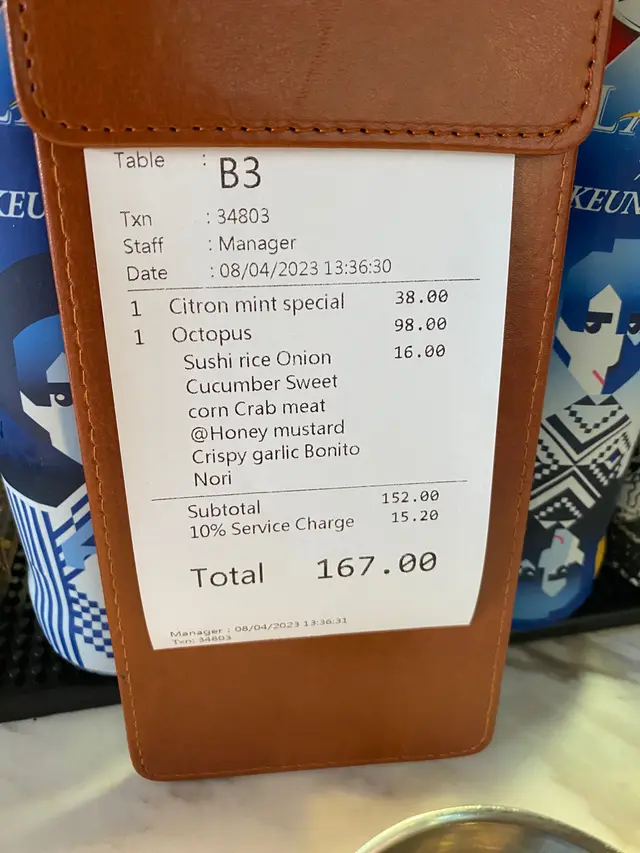 Table : B3
Txn : 34803
Staff : Manager
Date : 08/04/2023 13:36:30
1 Citron mint special 38.00
1 Octopus 98.00
Sushi rice Onion 16.00
Cucumber Sweet
corn Crab meat
@Honey mustard
Crispy garlic Bonito
Nori
Subtotal 152.00
10% Service Charge 15.20
Total 167.00
Manager : 08/04/2023 13:36:31
Txn: 34803